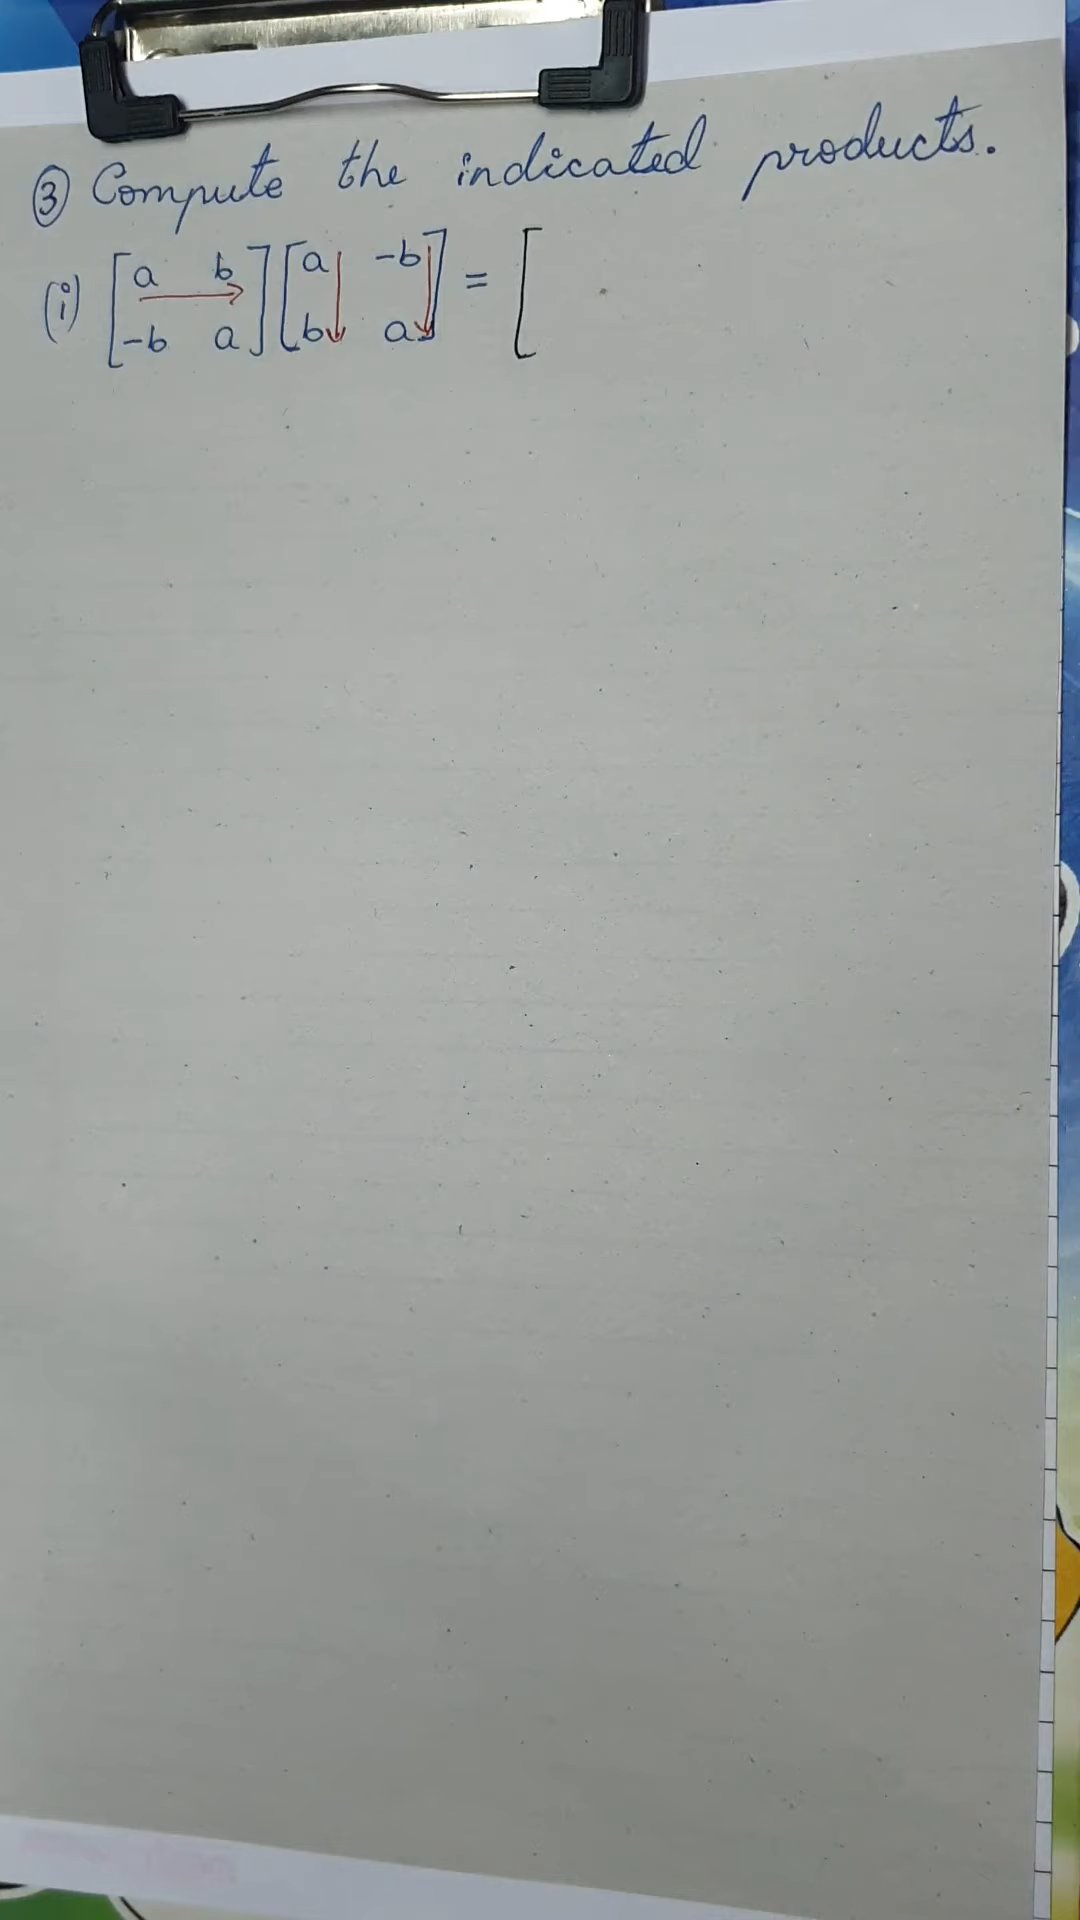 ③ Compute the indicated products.
(i) [a b -b a] [a -b b a] = [